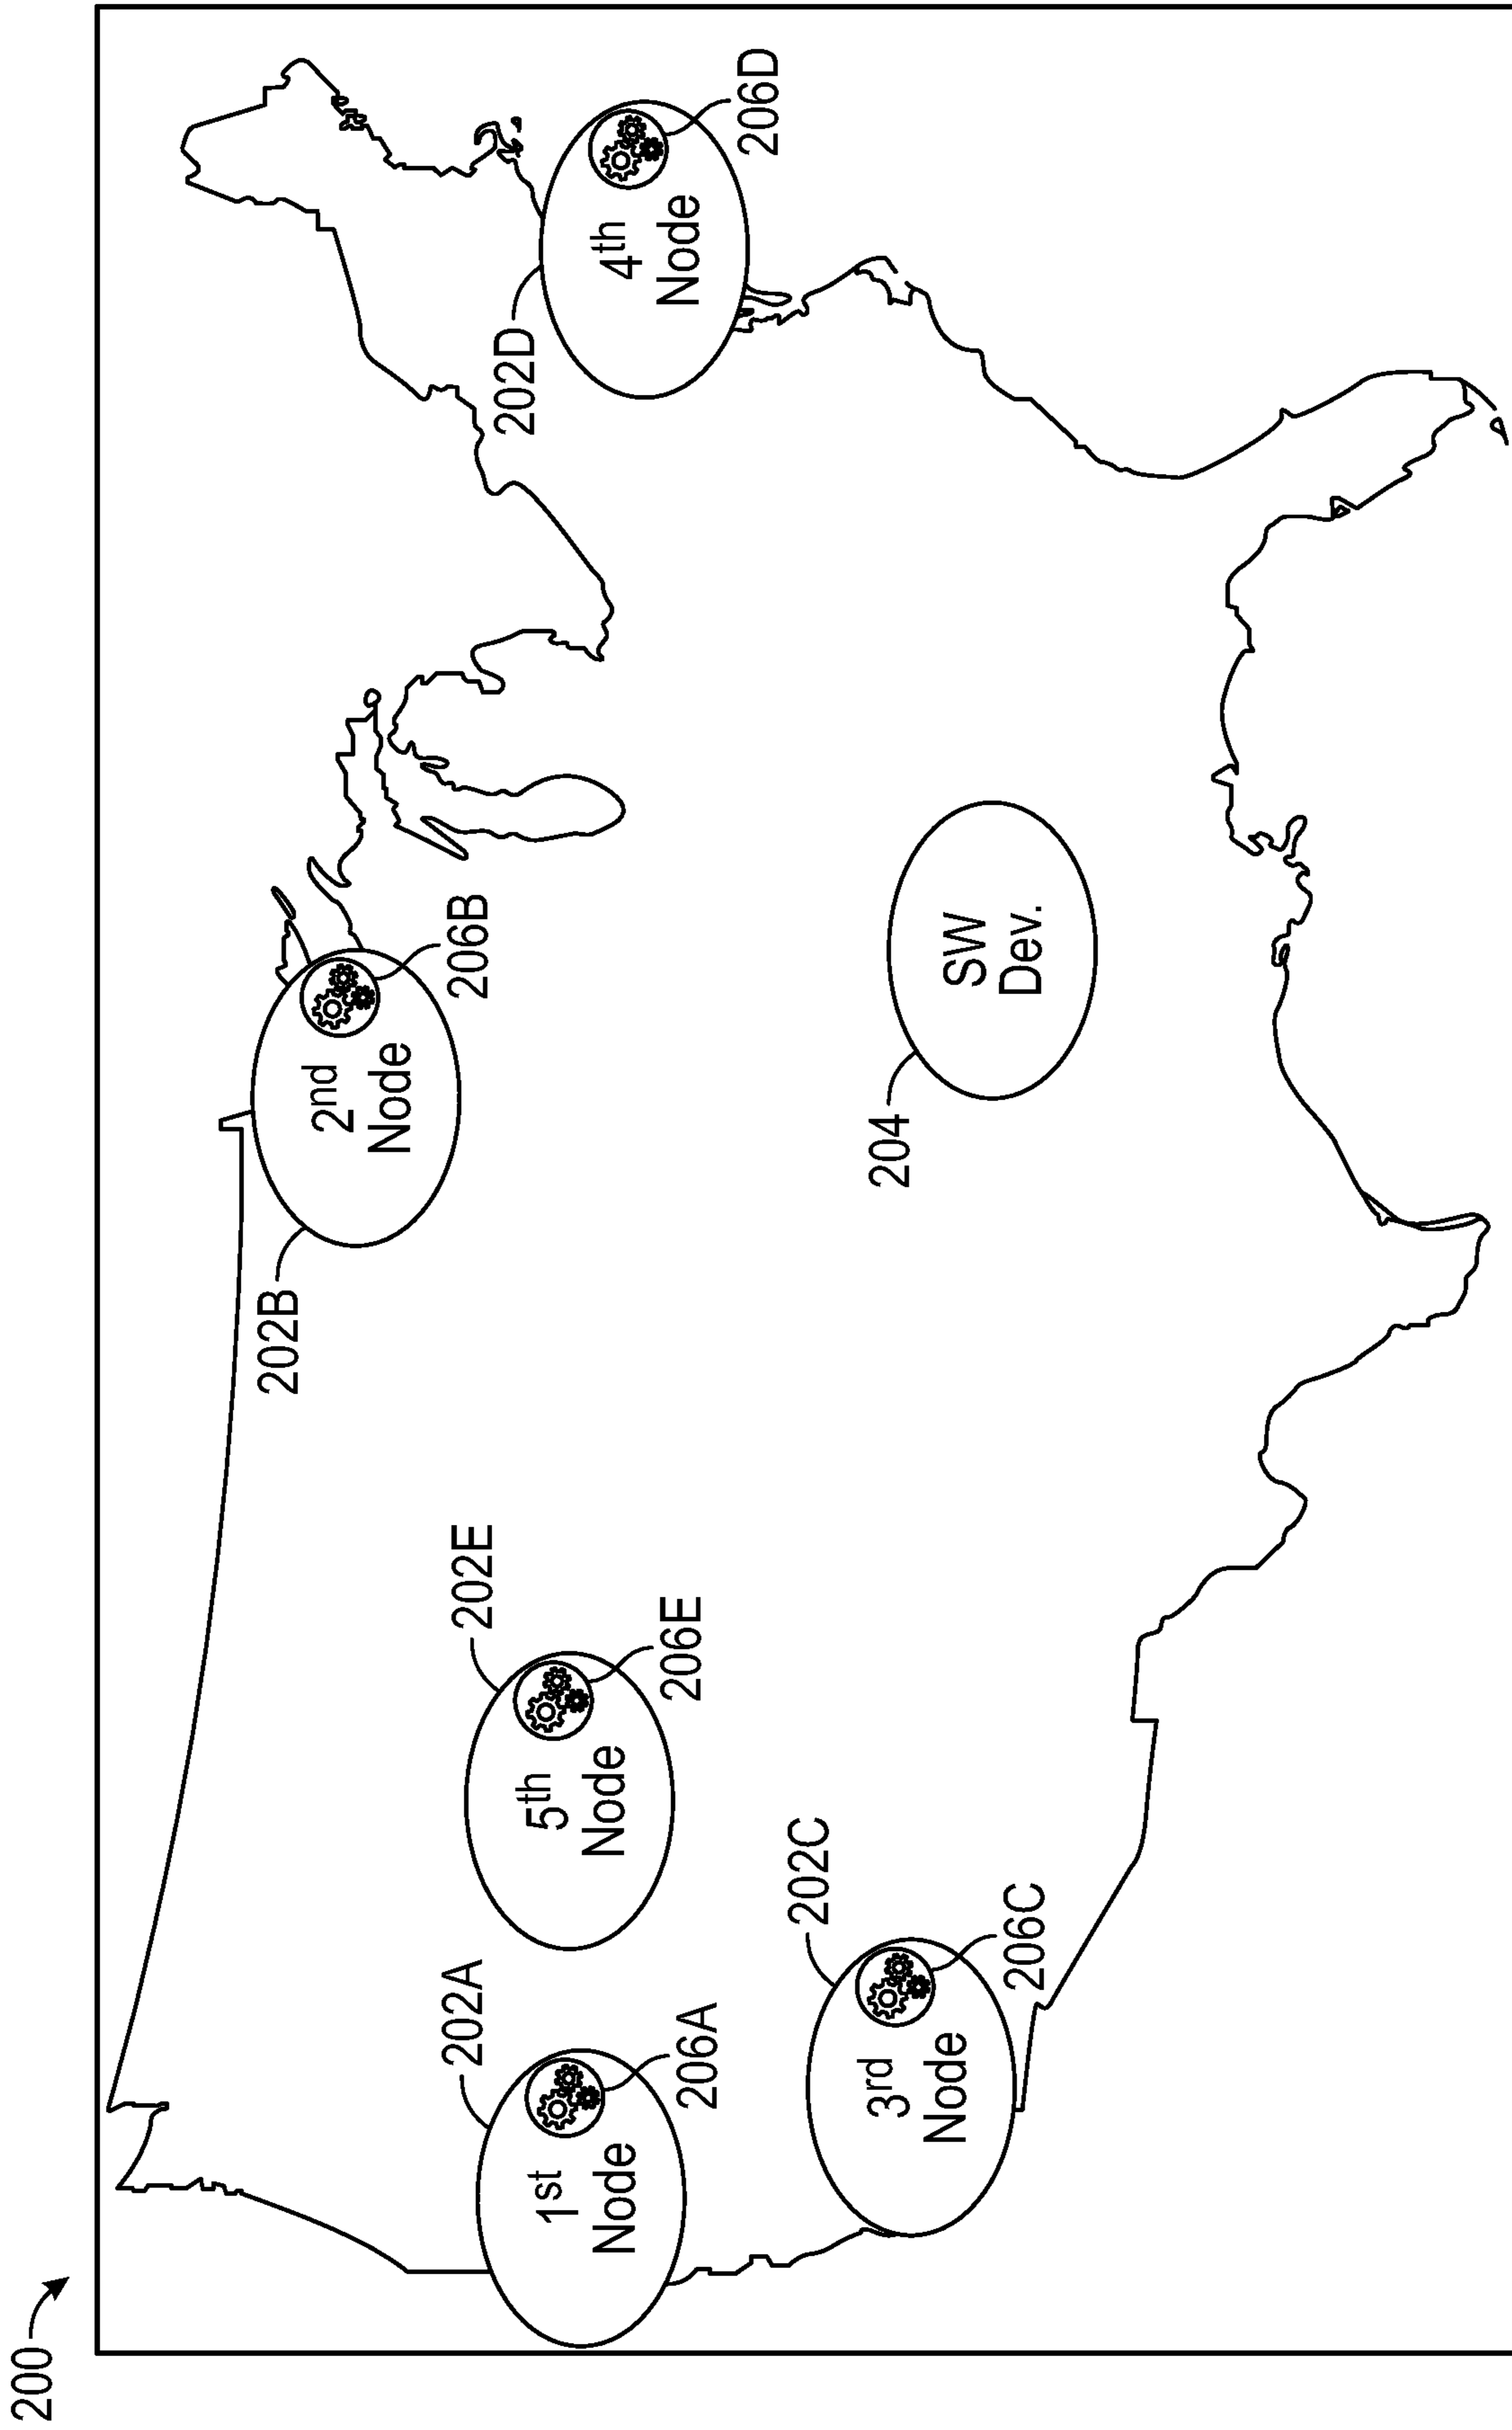 200
202A
1st
Node
206A
202B
2nd
Node
206B
202C
3rd
Node
206C
202D
4th
Node
206D
202E
5th
Node
206E
204
SW
Dev.